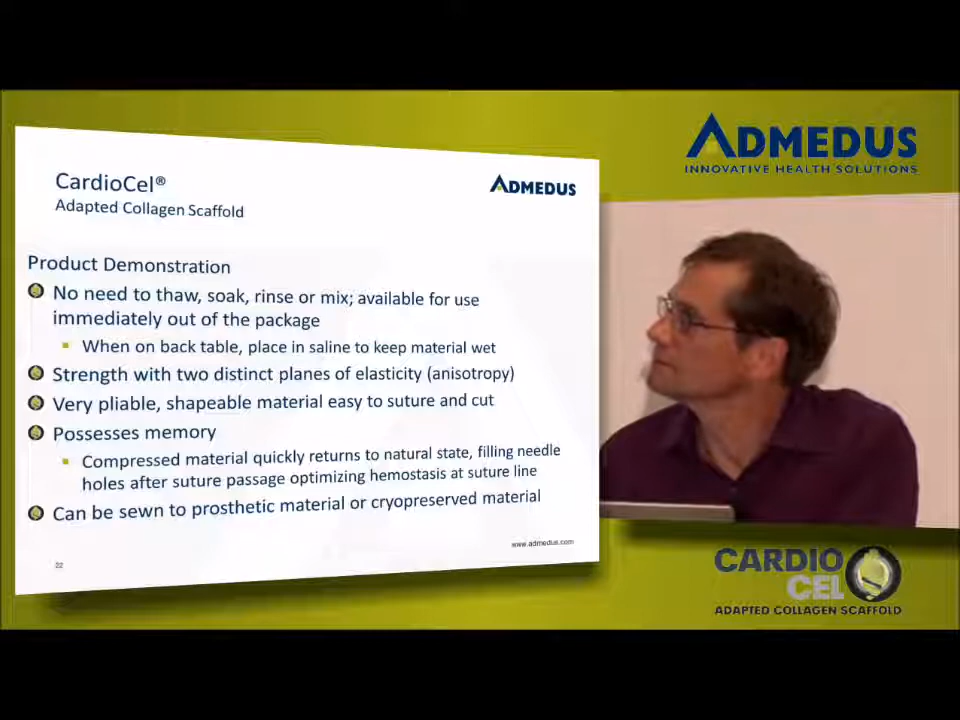 CardioCel®
Adapted Collagen Scaffold
ADMEDUS
Product Demonstration
No need to thaw, soak, rinse or mix; available for use
immediately out of the package
When on back table, place in saline to keep material wet
Strength with two distinct planes of elasticity (anisotropy)
Very pliable, shapeable material easy to suture and cut
Possesses memory
Compressed material quickly returns to natural state, filling needle
holes after suture passage optimizing hemostasis at suture line
Can be sewn to prosthetic material or cryopreserved material
www.admedus.com
22
ADMEDUS
INNOVATIVE HEALTH SOLUTIONS
CARDIO
CEL
ADAPTED COLLAGEN SCAFFOLD